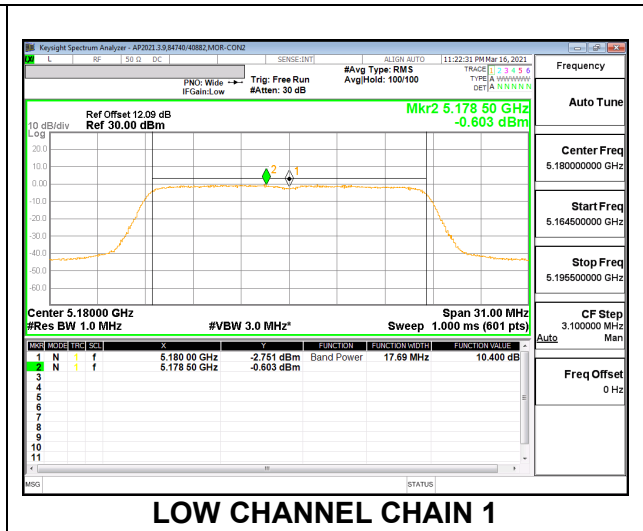 Keysight Spectrum Analyzer - AP2021.3.9,84740/40882,MOR-CON2
L RF 50 Ω DC SENSE:INT ALIGN AUTO 11:22:31 PM Mar 16, 2021
PNO: Wide Trig: Free Run #Avg Type: RMS TRACE 1 2 3 4 5 6
IFGain:Low #Atten: 30 dB Avg|Hold: 100/100 TYPE A WWWWW
DET A N N N N N
Frequency
Auto Tune
Center Freq
5.180000000 GHz
Start Freq
5.164500000 GHz
Stop Freq
5.195500000 GHz
CF Step
3.100000 MHz
Auto Man
Freq Offset
0 Hz
Mkr2 5.178 50 GHz
-0.603 dBm
Ref Offset 12.09 dB
10 dB/div Ref 30.00 dBm
Log
20.0
10.0
0.00
-10.0
-20.0
-30.0
-40.0
-50.0
-60.0
2 1
Center 5.18000 GHz Span 31.00 MHz
#Res BW 1.0 MHz #VBW 3.0 MHz* Sweep 1.000 ms (601 pts)
MKR MODE TRC SCL X Y FUNCTION FUNCTION WIDTH FUNCTION VALUE
1 N 1 f 5.180 00 GHz -2.751 dBm Band Power 17.69 MHz 10.400 dB
2 N 1 f 5.178 50 GHz -0.603 dBm
3
4
5
6
7
8
9
10
11
MSG STATUS
LOW CHANNEL CHAIN 1